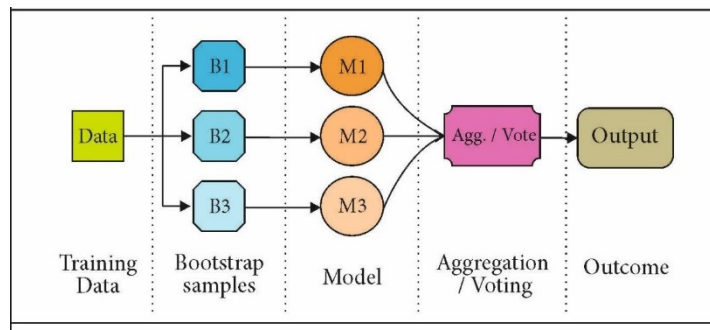 B1
M1
Data
B2
M2
Agg. / Vote
Output
B3
M3
Training
Data
Bootstrap
samples
Model
Aggregation
/ Voting
Outcome